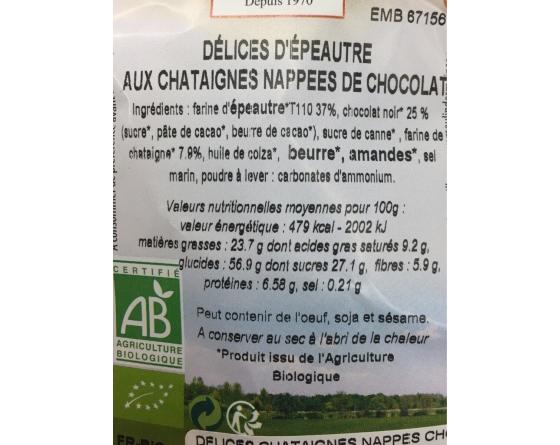 Depuis 1970
EMB 67156
DÉLICES D'ÉPEAUTRE
AUX CHATAIGNES NAPPEES DE CHOCOLAT
Ingrédients : farine d'épeautre*T110 37%, chocolat noir* 25 %
(sucre*, pâte de cacao*, beurre de cacao*), sucre de canne* , farine de
chataigne* 7.9%, huile de colza*, beurre*, amandes*, sel
marin, poudre à lever : carbonates d'ammonium.
Valeurs nutritionnelles moyennes pour 100g :
valeur énergétique : 479 kcal - 2002 kJ
matières grasses : 23.7 g dont acides gras saturés 9.2 g,
glucides : 56.9 g dont sucres 27.1 g, fibres : 5.9 g,
protéines : 6.58 g, sel : 0.21 g
Peut contenir de l'oeuf, soja et sésame.
A conserver au sec à l'abri de la chaleur
*Produit issu de l'Agriculture
Biologique
CERTIFIÉ
AB
AGRICULTURE
BIOLOGIQUE
FR-BIO
DÉLICES CHATAIGNES NAPPÉS CHO